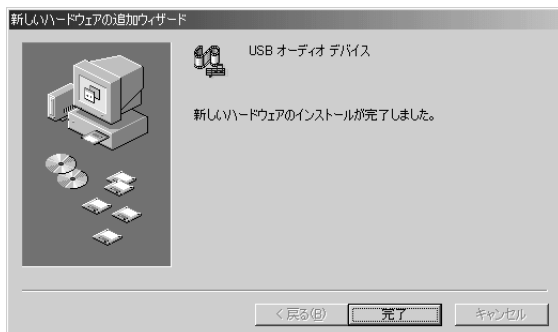 新しいハードウェアの追加ウィザード
USB オーディオ デバイス
新しいハードウェアのインストールが完了しました。
< 戻る(B)
完了
キャンセル